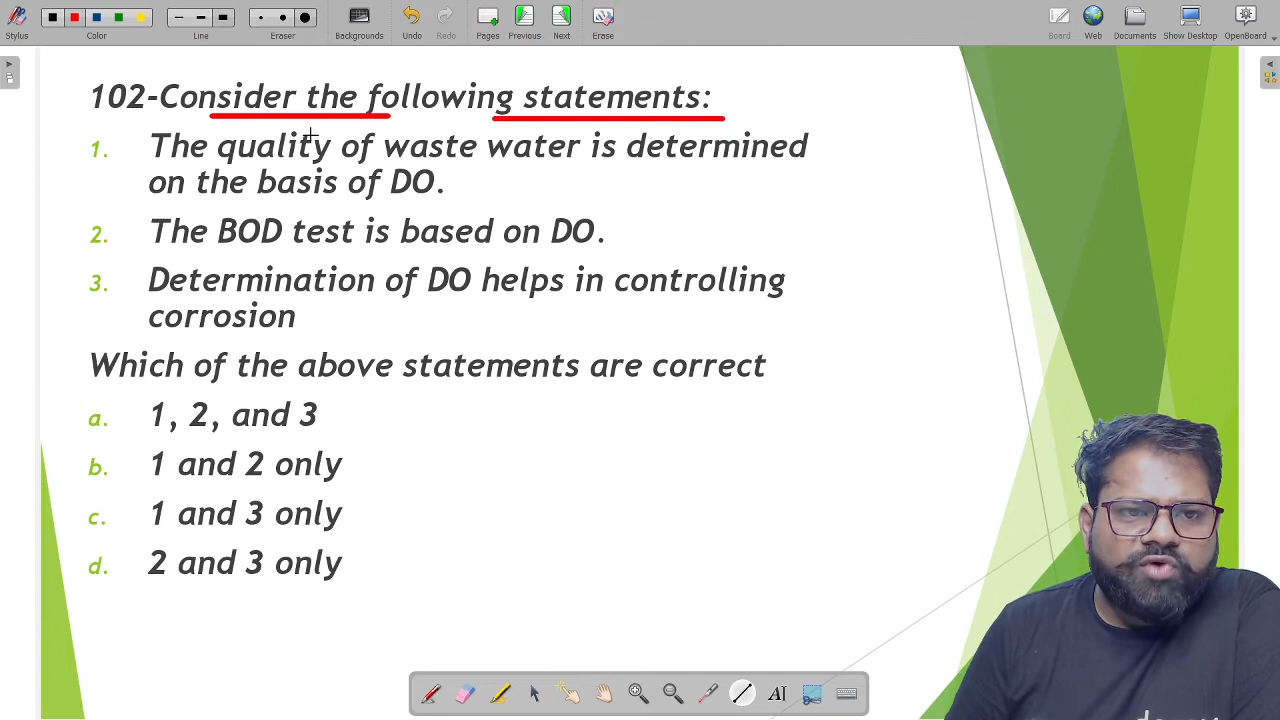 Stylus
Color
Line
Eraser
Backgrounds
Undo
Redo
Pages
Previous
Next
Erase
Board
Web
Documents
Show Desktop
OpenBoard
102-Consider the following statements:
1. The quality of waste water is determined
on the basis of DO.
2. The BOD test is based on DO.
3. Determination of DO helps in controlling
corrosion
Which of the above statements are correct
a. 1, 2, and 3
b. 1 and 2 only
c. 1 and 3 only
d. 2 and 3 only
AI